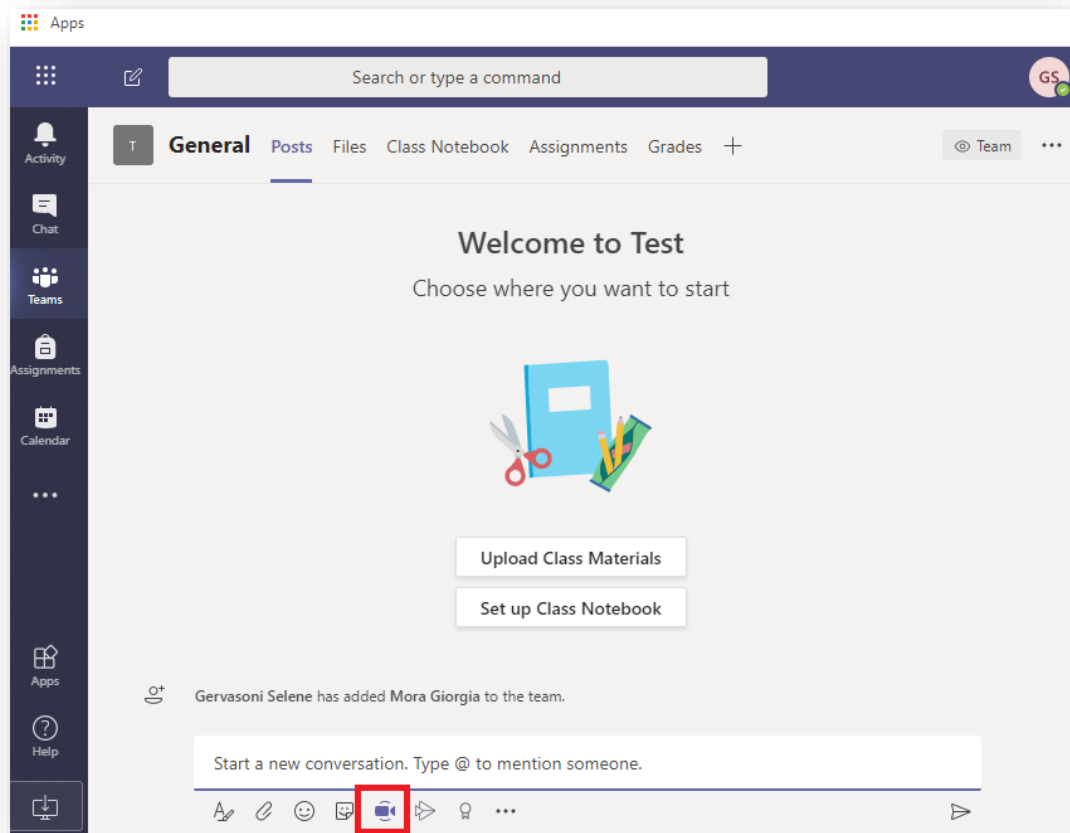 Apps
Search or type a command
GS
Activity
Chat
Teams
Assignments
Calendar
Apps
Help
T
General Posts Files Class Notebook Assignments Grades
Team
Welcome to Test
Choose where you want to start
Upload Class Materials
Set up Class Notebook
Gervasoni Selene has added Mora Giorgia to the team.
Start a new conversation. Type @ to mention someone.